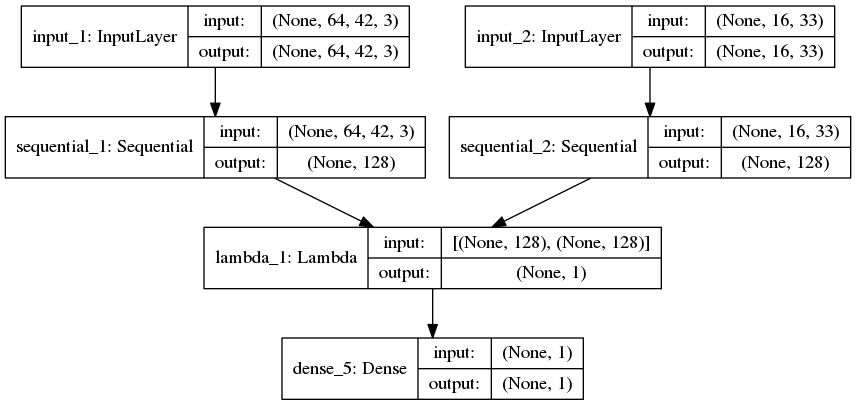 input_1: InputLayer
input: (None, 64, 42, 3)
output: (None, 64, 42, 3)
input_2: InputLayer
input: (None, 16, 33)
output: (None, 16, 33)
sequential_1: Sequential
input: (None, 64, 42, 3)
output: (None, 128)
sequential_2: Sequential
input: (None, 16, 33)
output: (None, 128)
lambda_1: Lambda
input: [(None, 128), (None, 128)]
output: (None, 1)
dense_5: Dense
input: (None, 1)
output: (None, 1)